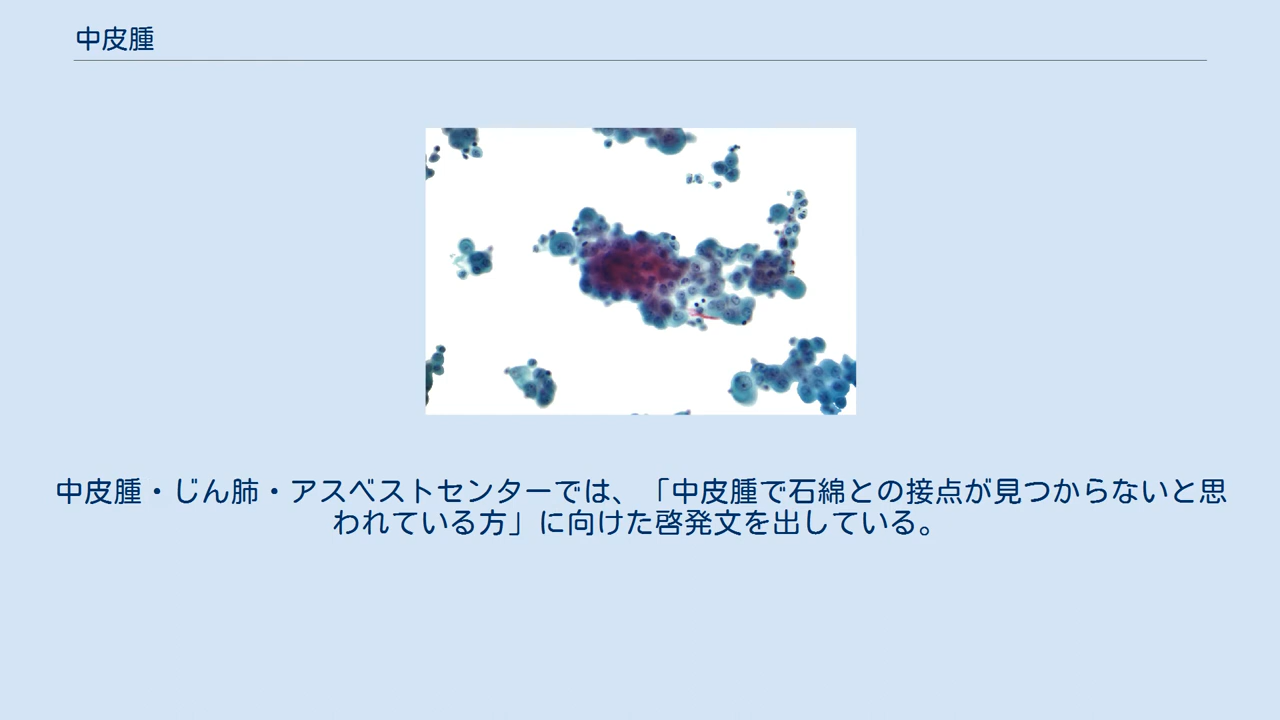 中皮腫
中皮腫・じん肺・アスベストセンターでは、「中皮腫で石綿との接点が見つからないと思
われている方」に向けた啓発文を出している。